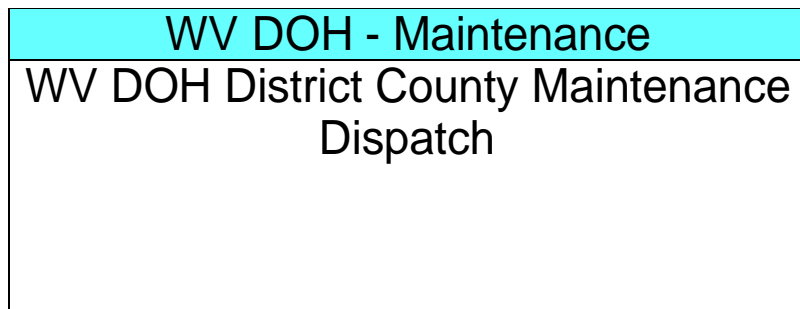 WV DOH - Maintenance
WV DOH District County Maintenance
Dispatch